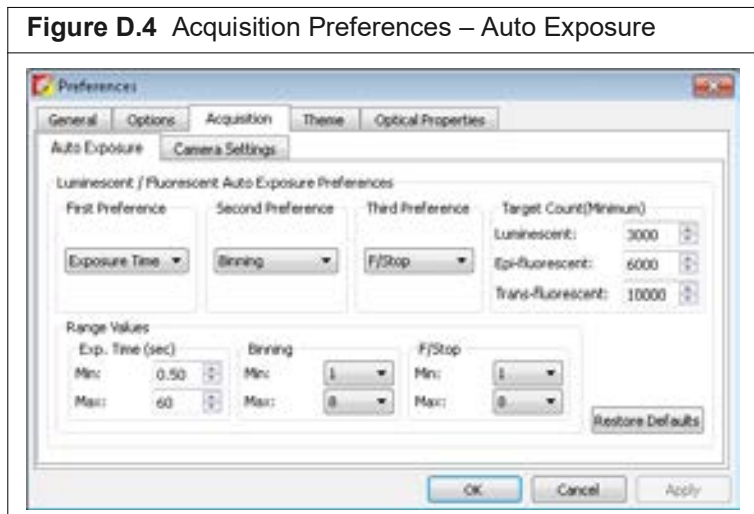 Figure D.4 Acquisition Preferences – Auto Exposure
Preferences
General Options Acquisition Theme Optical Properties
Auto Exposure Camera Settings
Luminescent / Fluorescent Auto Exposure Preferences
First Preference Second Preference Third Preference Target Count(Minimum)
Luminescent: 3000
Exposure Time Binning F/Stop Epi-fluorescent: 6000
Trans-fluorescent: 10000
Range Values
Exp. Time (sec) Binning F/Stop
Min: 0.50 Min: 1 Min: 1
Max: 60 Max: 8 Max: 8
Restore Defaults
OK Cancel Apply